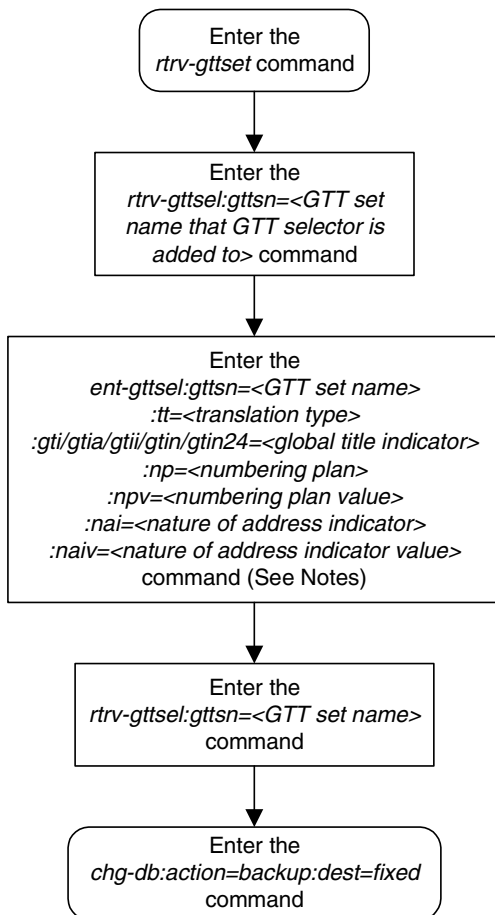 Enter the
rtrv-gttset command
Enter the
rtrv-gttsel:gttsn=<GTT set
name that GTT selector is
added to> command
Enter the
ent-gttsel:gttsn=<GTT set name>
:tt=<translation type>
:gti/gtia/gtii/gtin/gtin24=<global title indicator>
:np=<numbering plan>
:npv=<numbering plan value>
:nai=<nature of address indicator>
:naiv=<nature of address indicator value>
command (See Notes)
Enter the
rtrv-gttsel:gttsn=<GTT set name>
command
Enter the
chg-db:action=backup:dest=fixed
command